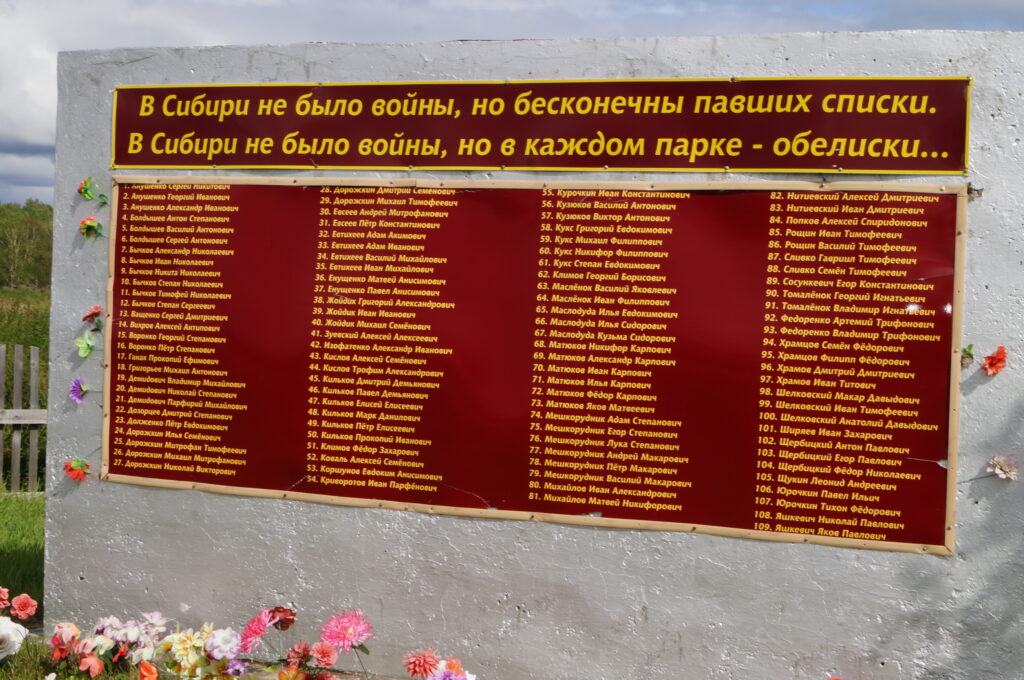 В Сибири не было войны, но бесконечны павших списки.
В Сибири не было войны, но в каждом парке - обелиски...
1. Анушенко Сергей Никитович
2. Анушенко Георгий Иванович
3. Анушенко Александр Иванович
4. Болдышев Антон Степанович
5. Болдышев Василий Антонович
6. Болдышев Сергей Антонович
7. Бычков Александр Николаевич
8. Бычков Иван Николаевич
9. Бычков Никита Николаевич
10. Бычков Степан Николаевич
11. Бычков Тимофей Николаевич
12. Бычков Степан Сергеевич
13. Ващенко Сергей Дмитриевич
14. Вихров Алексей Антипович
15. Воронко Георгий Степанович
16. Воронко Пётр Степанович
17. Ганак Прокопий Ефимович
18. Григорьев Михаил Антонович
19. Демидович Владимир Михайлович
20. Демидович Николай Степанович
21. Демидович Парфирий Михайлович
22. Дозорцев Дмитрий Степанович
23. Долженко Пётр Евдокимович
24. Дорожкин Илья Семёнович
25. Дорожкин Митрофан Тимофеевич
26. Дорожкин Михаил Митрофанович
27. Дорожкин Николай Викторович
28. Дорожкин Дмитрий Семёнович
29. Дорожкин Михаил Тимофеевич
30. Евсеев Андрей Митрофанович
31. Евсеев Пётр Константинович
32. Евтихеев Адам Акимович
33. Евтихеев Адам Иванович
34. Евтихеев Василий Михайлович
35. Евтихеев Иван Михайлович
36. Енущенко Матвей Анисимович
37. Енущенко Павел Анисимович
38. Жойдик Григорий Александрович
39. Жойдик Иван Иванович
40. Жойдик Михаил Семёнович
41. Зуевский Алексей Алексеевич
42. Изофатенко Александр Иванович
43. Кислов Алексей Семёнович
44. Кислов Трофим Александрович
45. Кильков Дмитрий Демьянович
46. Кильков Павел Демьянович
47. Кильков Елисей Елисеевич
48. Кильков Марк Данилович
49. Кильков Пётр Елисеевич
50. Кильков Прокопий Иванович
51. Климов Фёдор Захарович
52. Коваль Алексей Семёнович
53. Коршунов Евдоким Анисимович
54. Криворотов Иван Парфёнович
55. Курочкин Иван Константинович
56. Кузюков Василий Антонович
57. Кузюков Виктор Антонович
58. Кукс Григорий Евдокимович
59. Кукс Михаил Филиппович
60. Кукс Никифор Филиппович
61. Кукс Степан Евдокимович
62. Климов Георгий Борисович
63. Маслёнок Василий Яковлевич
64. Маслёнок Иван Филиппович
65. Маслодуда Илья Евдокимович
66. Маслодуда Илья Сидорович
67. Маслодуда Кузьма Сидорович
68. Матюков Никифор Карпович
69. Матюков Александр Карпович
70. Матюков Иван Карпович
71. Матюков Илья Карпович
72. Матюков Фёдор Карпович
73. Матюков Яков Матвеевич
74. Мешкорудник Адам Степанович
75. Мешкорудник Егор Степанович
76. Мешкорудник Лука Степанович
77. Мешкорудник Андрей Макарович
78. Мешкорудник Пётр Макарович
79. Мешкорудник Василий Макарович
80. Михайлов Иван Александрович
81. Михайлов Матвей Никифорович
82. Нитиевский Алексей Дмитриевич
83. Нитиевский Иван Дмитриевич
84. Попков Алексей Спиридонович
85. Рощин Иван Тимофеевич
86. Рощин Василий Тимофеевич
87. Сливко Гавриил Тимофеевич
88. Сливко Семён Тимофеевич
89. Сосункевич Егор Константинович
90. Томалёнок Георгий Игнатьевич
91. Томалёнок Владимир Игнатьевич
92. Федоренко Артемий Трифонович
93. Федоренко Владимир Трифонович
94. Храмцов Семён Фёдорович
95. Храмцов Филипп Фёдорович
96. Храмов Дмитрий Дмитриевич
97. Храмов Иван Титович
98. Шелковский Макар Давыдович
99. Шелковский Иван Тимофеевич
100. Шелковский Анатолий Давыдович
101. Ширяев Иван Захарович
102. Щербицкий Антон Павлович
103. Щербицкий Егор Павлович
104. Щербицкий Фёдор Николаевич
105. Щукин Леонид Андреевич
106. Юрочкин Павел Ильич
107. Юрочкин Тихон Фёдорович
108. Яшкевич Николай Павлович
109. Яшкевич Яков Павлович